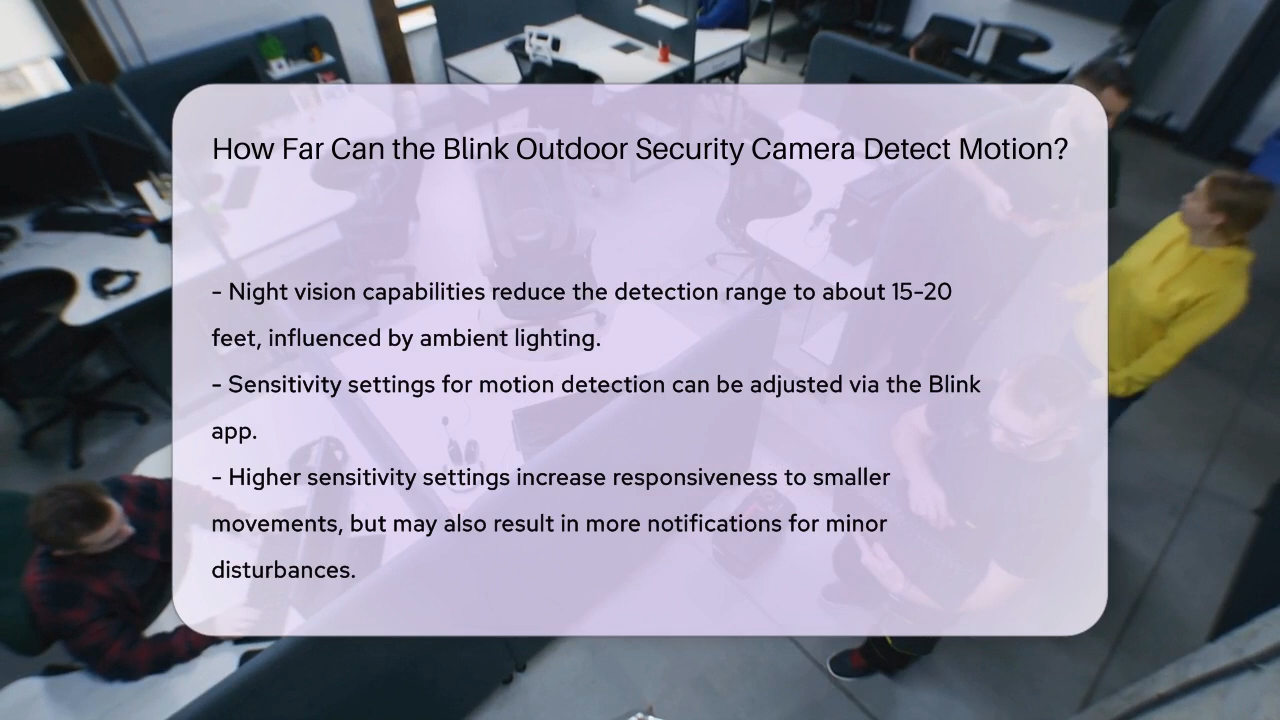 How Far Can the Blink Outdoor Security Camera Detect Motion?
- Night vision capabilities reduce the detection range to about 15-20
feet, influenced by ambient lighting.
- Sensitivity settings for motion detection can be adjusted via the Blink
app.
- Higher sensitivity settings increase responsiveness to smaller
movements, but may also result in more notifications for minor
disturbances.